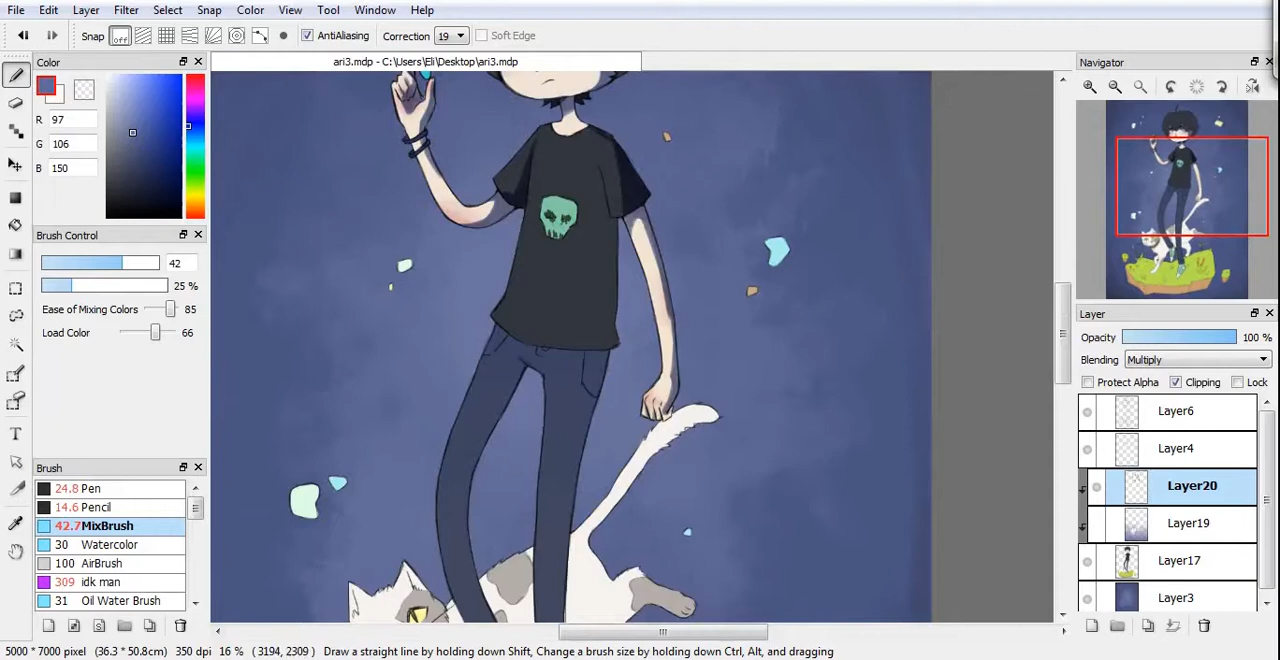 File Edit Layer Filter Select Snap Color View Tool Window Help
Snap off AntiAliasing Correction 19 Soft Edge
Color
ari3.mdp - C:\Users\Eli\Desktop\ari3.mdp
Navigator
R 97
G 106
B 150
Brush Control
42
25 %
Ease of Mixing Colors 85
Load Color 66
Layer
Opacity 100 %
Blending Multiply
Protect Alpha Clipping Lock
Layer6
Layer4
Layer20
Layer19
Layer17
Layer3
Brush
24.8 Pen
14.6 Pencil
42.7 MixBrush
30 Watercolor
100 AirBrush
309 idk man
31 Oil Water Brush
5000 * 7000 pixel (36.3 * 50.8cm) 350 dpi 16 % ( 3194, 2309 ) Draw a straight line by holding down Shift, Change a brush size by holding down Ctrl, Alt, and dragging